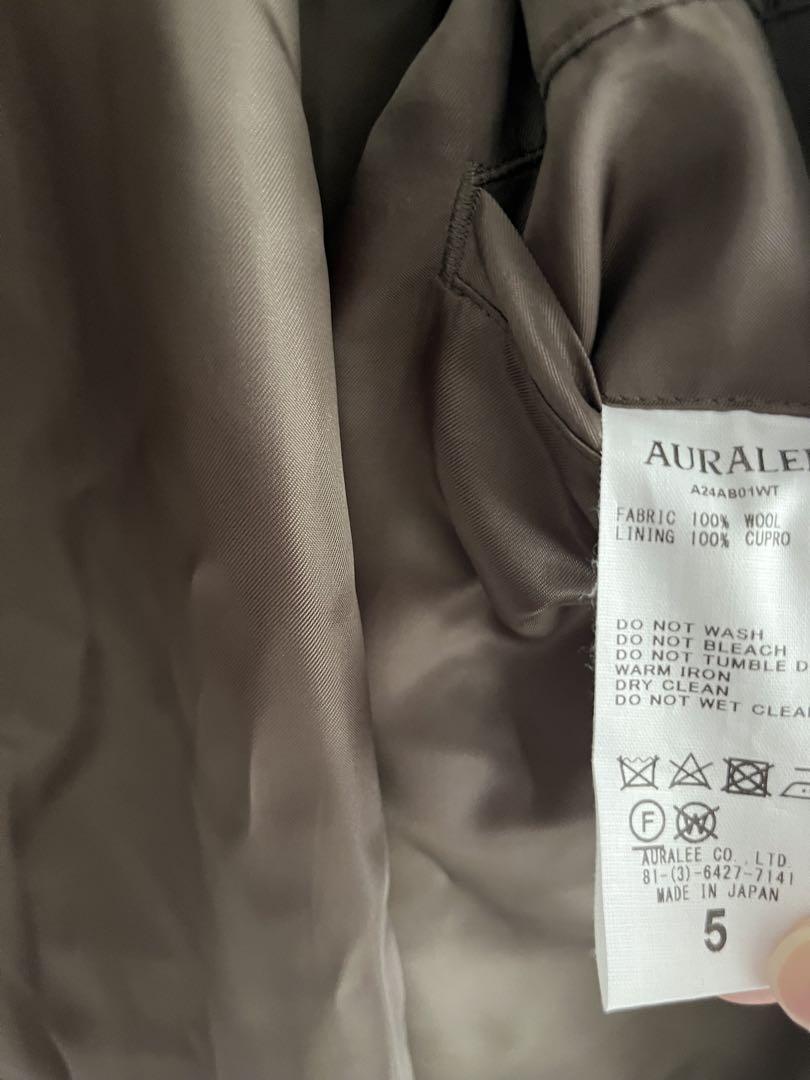 AURALEE
A24AB01WT
FABRIC 100% WOOL
LINING 100% CUPRO
DO NOT WASH
DO NOT BLEACH
DO NOT TUMBLE D
WARM IRON
DRY CLEAN
DO NOT WET CLEA
F
W
AURALEE CO.,LTD.
81-(3)-6427-7141
MADE IN JAPAN
5